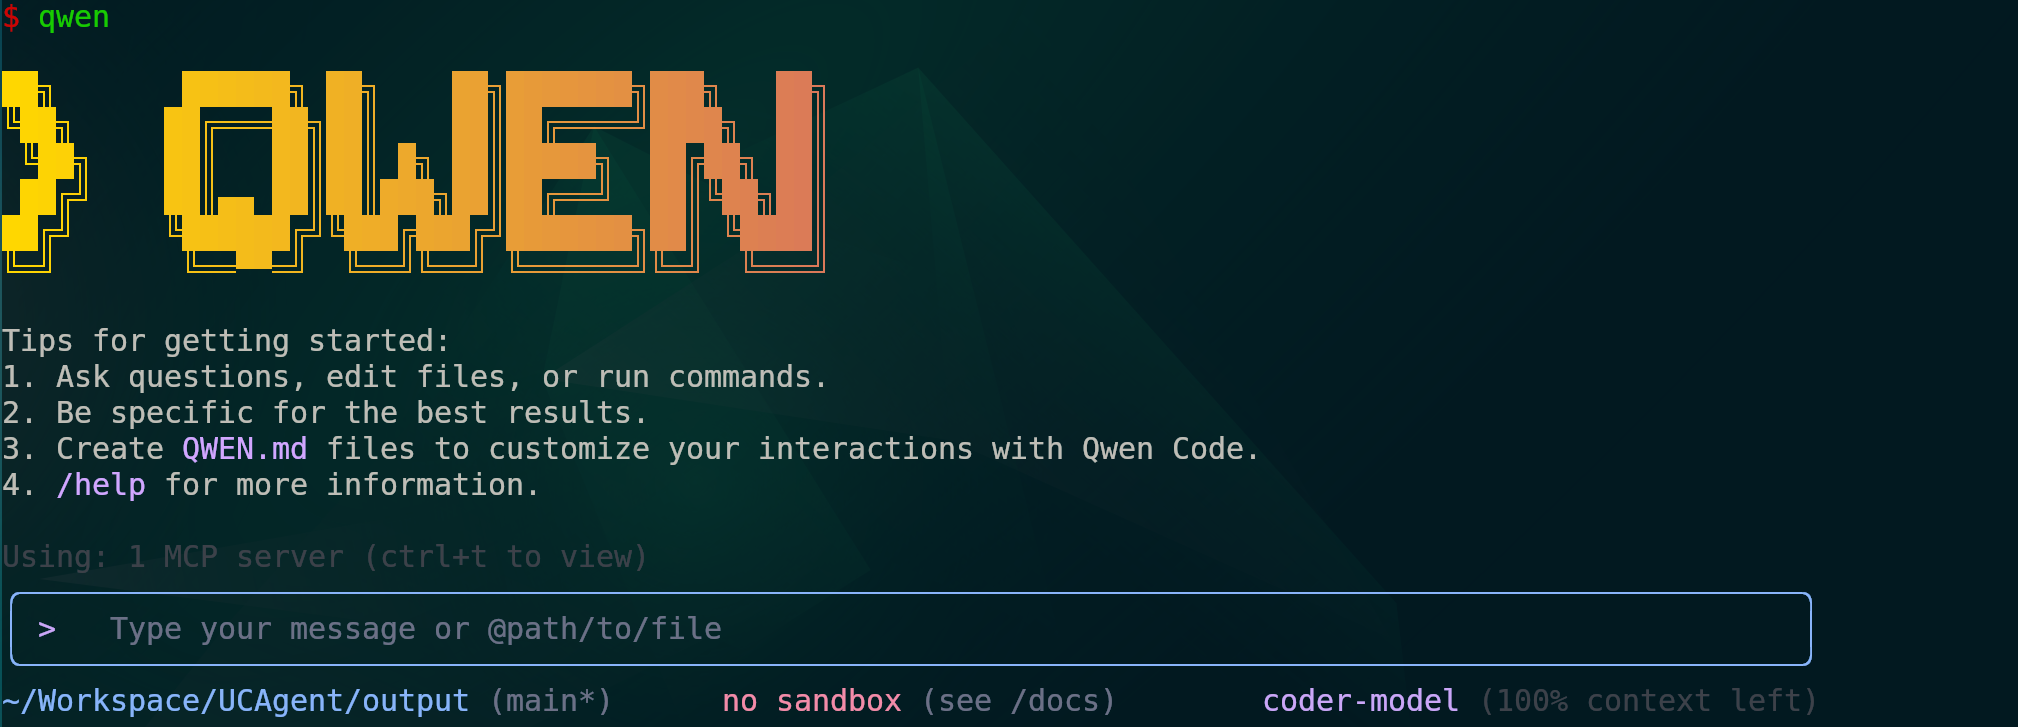 $ qwen
> QWEN
Tips for getting started:
1. Ask questions, edit files, or run commands.
2. Be specific for the best results.
3. Create QWEN.md files to customize your interactions with Qwen Code.
4. /help for more information.
Using: 1 MCP server (ctrl+t to view)
> Type your message or @path/to/file
~/Workspace/UCAgent/output (main*) no sandbox (see /docs) coder-model (100% context left)